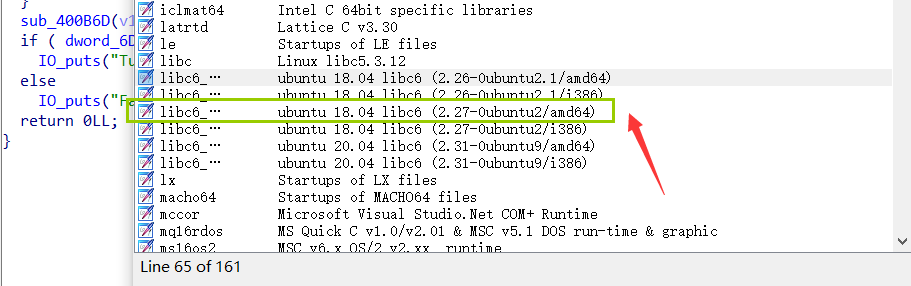 }
sub_400B6D(v1
if ( dword_6D
IO_puts("Tu
else
IO_puts("Fa
return 0LL;
}
iclmat64 Intel C 64bit specific libraries
latrtd Lattice C v3.30
le Startups of LE files
libc Linux libc5.3.12
libc6_… ubuntu 18.04 libc6 (2.26-0ubuntu2.1/amd64)
libc6_… ubuntu 18.04 libc6 (2.26-0ubuntu2.1/i386)
libc6_… ubuntu 18.04 libc6 (2.27-0ubuntu2/amd64)
libc6_… ubuntu 18.04 libc6 (2.27-0ubuntu2/i386)
libc6_… ubuntu 20.04 libc6 (2.31-0ubuntu9/amd64)
libc6_… ubuntu 20.04 libc6 (2.31-0ubuntu9/i386)
lx Startups of LX files
macho64 Startups of MACHO64 files
mccor Microsoft Visual Studio.Net COM+ Runtime
mq16rdos MS Quick C v1.0/v2.01 & MSC v5.1 DOS run-time & graphic
ms16os2 MSC v6.x OS/2 v2.xx runtime
Line 65 of 161